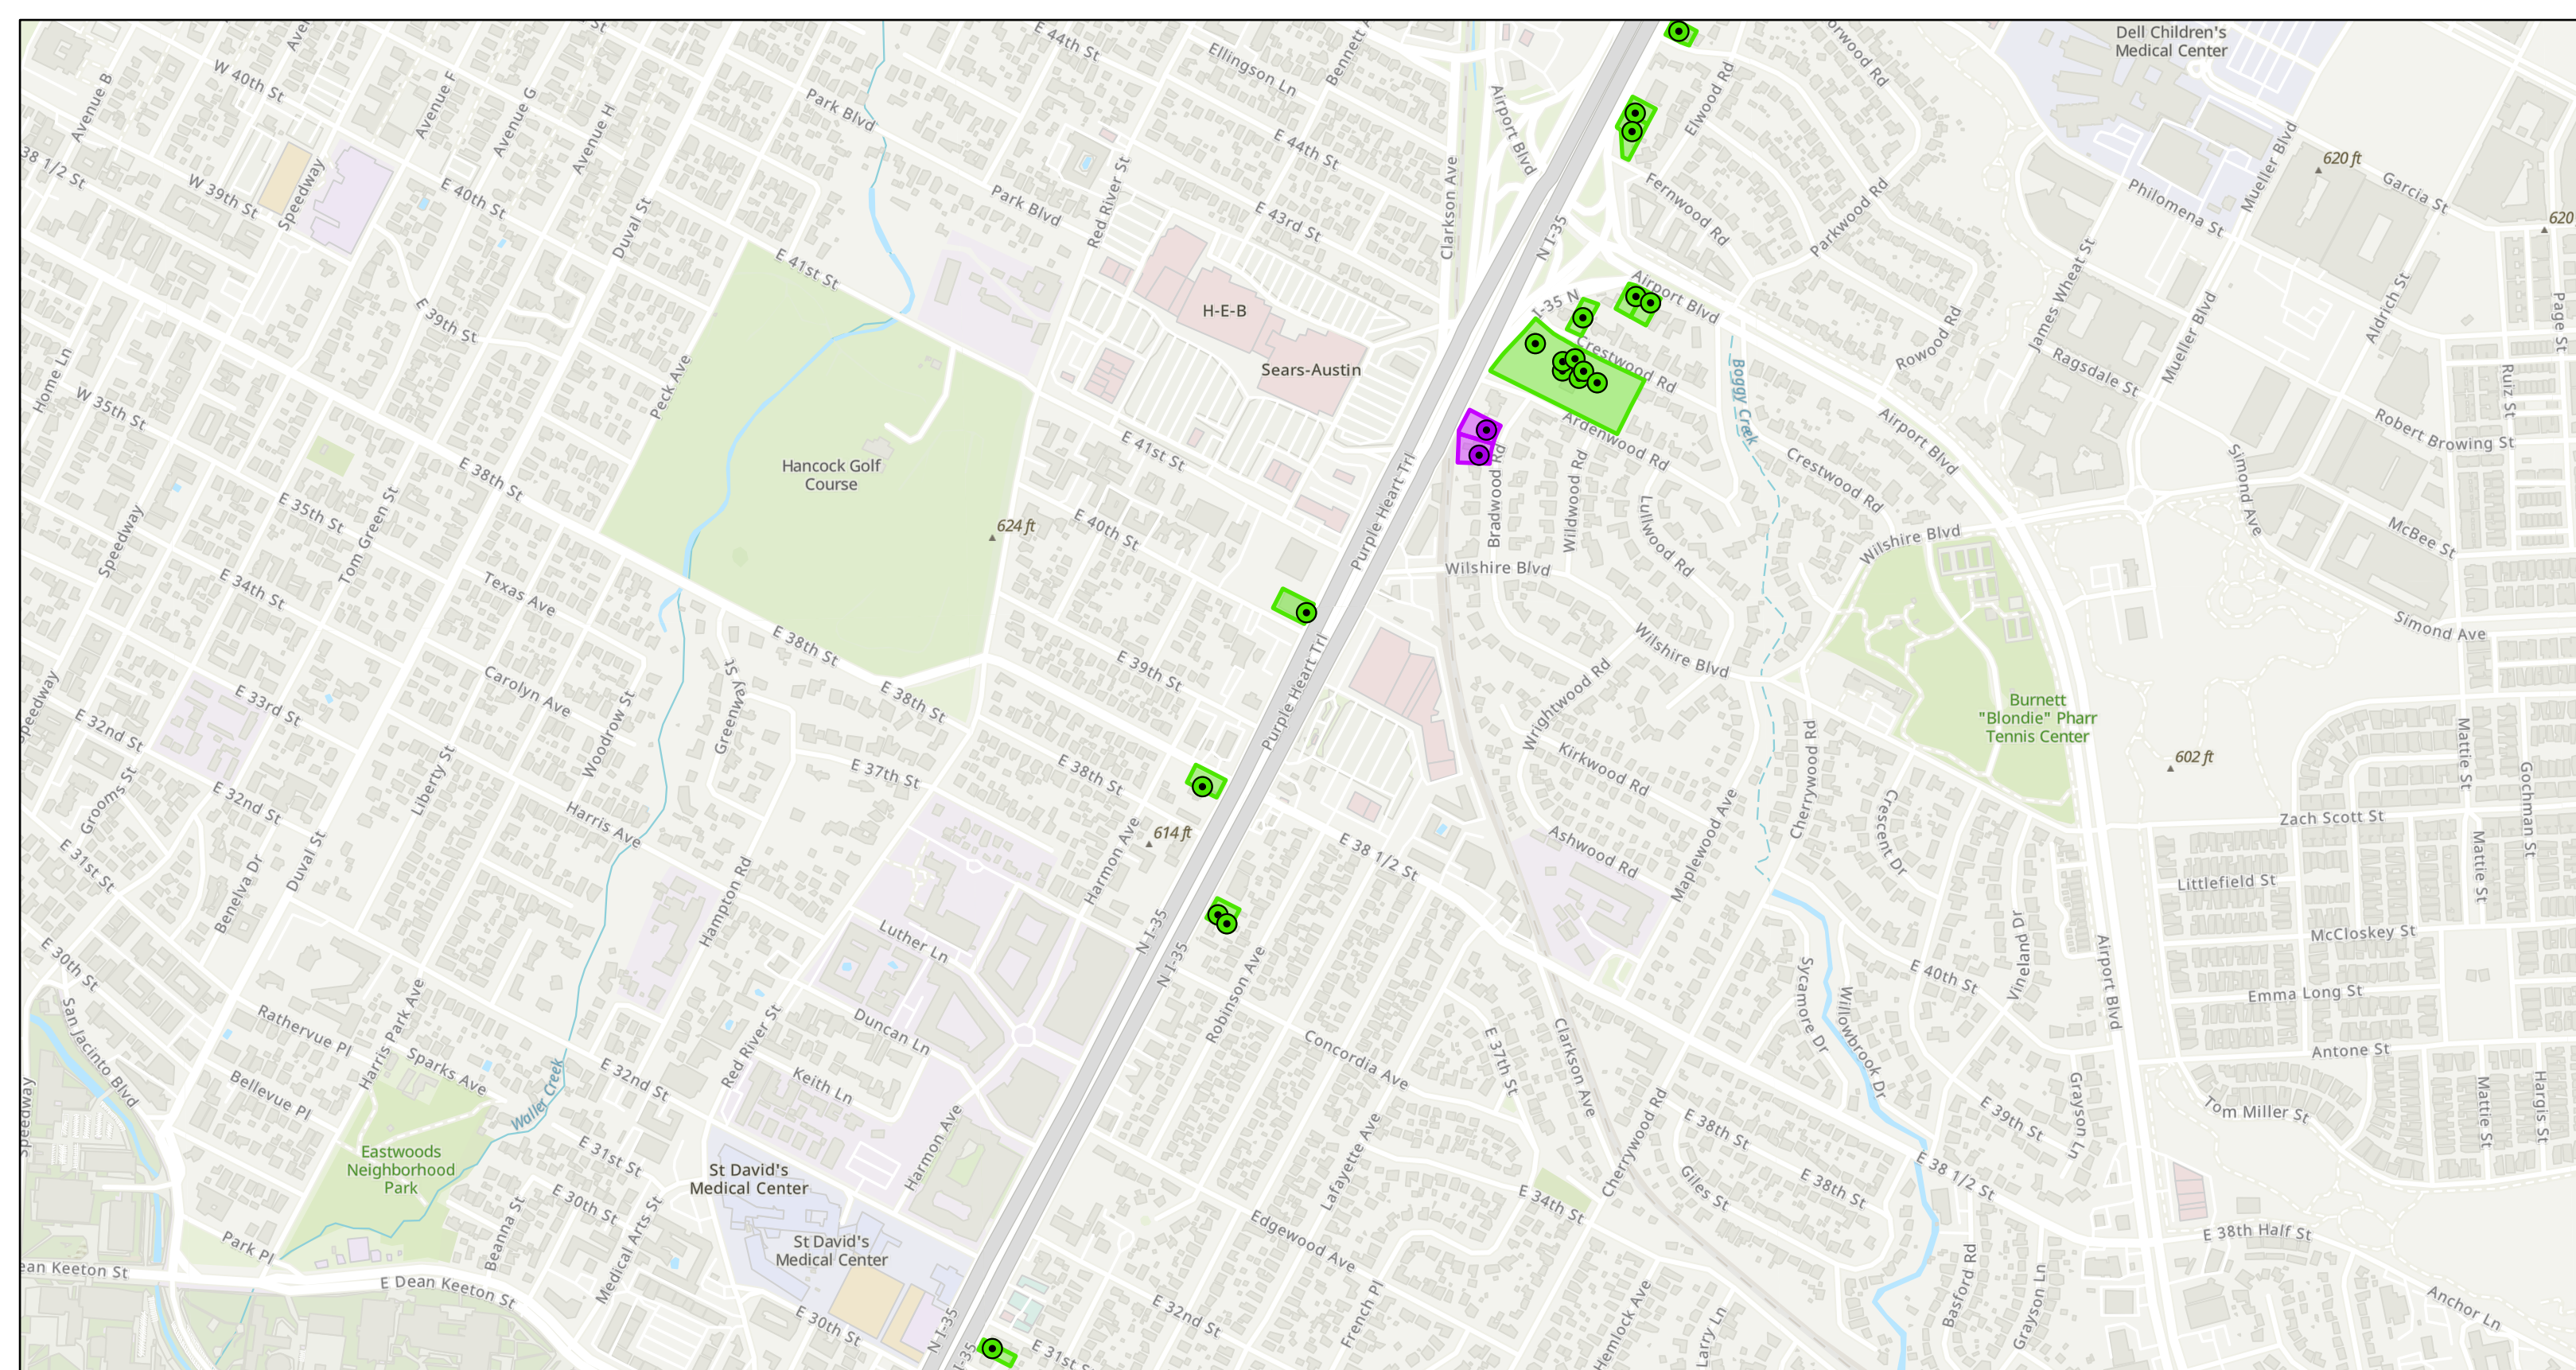 Dell Children's
Medical Center
E 44th St
Ellingson Ln
Elwood Rd
W 40th St
Avenue B
Avenue F
Avenue G
Avenue H
Park Blvd
Airport Blvd
Mueller Blvd
620 ft
620
38 1/2 St
W 39th St
Speedway
E 40th St
Duval St
Park Blvd
Red River St
E 44th St
E 43rd St
Clarkson Ave
N I-35
Fernwood Rd
Parkwood Rd
Philomena St
Garcia St
James Wheat St
Aldrich St
Page St
E 41st St
E 39th St
H-E-B
Sears-Austin
I-35 N
Airport Blvd
Crestwood Rd
Rowood Rd
Mueller Blvd
Ragsdale St
Ruiz St
Home Ln
W 35th St
Peck Ave
Boggy Creek
Robert Browing St
Airport Blvd
Hancock Golf
Course
E 38th St
E 41st St
Ardenwood Rd
Bradwood Rd
Wildwood Rd
Lullwood Rd
Crestwood Rd
Simond Ave
McBee St
E 35th St
Tom Green St
Speedway
624 ft
E 40th St
Purple Heart Trl
Wilshire Blvd
Wilshire Blvd
E 34th St
Texas Ave
E 38th St
E 39th St
Purple Heart Trl
Wilshire Blvd
Simond Ave
Speedway
E 33rd St
E 32nd St
Carolyn Ave
Woodrow St
Greenway St
E 38th St
Wrightwood Rd
Kirkwood Rd
Cherrywood Rd
Burnett
"Blondie" Pharr
Tennis Center
602 ft
Mattie St
Gochman St
Grooms St
E 32nd St
Liberty St
E 37th St
E 38th St
Harris Ave
614 ft
Harmon Ave
E 38 1/2 St
Ashwood Rd
Maplewood Ave
Crescent Dr
Zach Scott St
Mattie St
Littlefield St
E 31st St
Benelva Dr
Duval St
Hampton Rd
Luther Ln
N I-35
N I-35
Robinson Ave
E 40th St
Vineland Dr
McCloskey St
Emma Long St
Airport Blvd
E 30th St
San Jacinto Blvd
Rathervue Pl
Harris Park Ave
Sparks Ave
Bellevue Pl
Waller Creek
E 32nd St
Red River St
Duncan Ln
Keith Ln
Concordia Ave
E 37th St
Clarkson Ave
Sycamore Dr
Willowbrook Dr
Antone St
Speedway
Eastwoods
Neighborhood
Park
E 31st St
E 30th St
St David's
Medical Center
Harmon Ave
Lafayette Ave
E 34th St
Cherrywood Rd
E 38th St
Giles St
E 38th St
E 39th St
Grayson Ln
E 38 1/2 St
Tom Miller St
Mattie St
Hargis St
Park Pl
Beanna St
Medical Arts St
St David's
Medical Center
Edgewood Ave
E 38th Half St
ean Keeton St
E Dean Keeton St
E 30th St
N I-35
I-35
E 31st S
E 32nd St
French Pl
Hemlock Ave
Larry Ln
Basford Rd
Grayson Ln
Anchor Ln